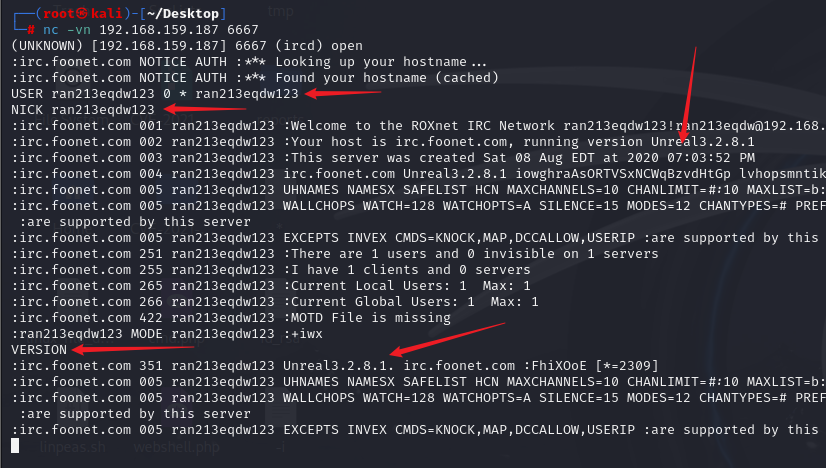 tmp
┌──(root㉿kali)-[~/Desktop]
└─# nc -vn 192.168.159.187 6667
(UNKNOWN) [192.168.159.187] 6667 (ircd) open
:irc.foonet.com NOTICE AUTH :*** Looking up your hostname...
:irc.foonet.com NOTICE AUTH :*** Found your hostname (cached)
USER ran213eqdw123 0 * ran213eqdw123
NICK ran213eqdw123
:irc.foonet.com 001 ran213eqdw123 :Welcome to the ROXnet IRC Network ran213eqdw123!ran213eqdw@192.168.
:irc.foonet.com 002 ran213eqdw123 :Your host is irc.foonet.com, running version Unreal3.2.8.1
:irc.foonet.com 003 ran213eqdw123 :This server was created Sat 08 Aug EDT at 2020 07:03:52 PM
:irc.foonet.com 004 ran213eqdw123 irc.foonet.com Unreal3.2.8.1 iowghraAsORTVSxNCWqBzvdHtGp lvhopsmntik
:irc.foonet.com 005 ran213eqdw123 UHNAMES NAMESX SAFELIST HCN MAXCHANNELS=10 CHANLIMIT=#:10 MAXLIST=b:
:irc.foonet.com 005 ran213eqdw123 WALLCHOPS WATCH=128 WATCHOPTS=A SILENCE=15 MODES=12 CHANTYPES=# PREF
:are supported by this server
:irc.foonet.com 005 ran213eqdw123 EXCEPTS INVEX CMDS=KNOCK,MAP,DCCALLOW,USERIP :are supported by this
:irc.foonet.com 251 ran213eqdw123 :There are 1 users and 0 invisible on 1 servers
:irc.foonet.com 255 ran213eqdw123 :I have 1 clients and 0 servers
:irc.foonet.com 265 ran213eqdw123 :Current Local Users: 1  Max: 1
:irc.foonet.com 266 ran213eqdw123 :Current Global Users: 1  Max: 1
:irc.foonet.com 422 ran213eqdw123 :MOTD File is missing
:ran213eqdw123 MODE ran213eqdw123 :+iwx
VERSION
:irc.foonet.com 351 ran213eqdw123 Unreal3.2.8.1. irc.foonet.com :FhiXOoE [*=2309]
:irc.foonet.com 005 ran213eqdw123 UHNAMES NAMESX SAFELIST HCN MAXCHANNELS=10 CHANLIMIT=#:10 MAXLIST=b:
:irc.foonet.com 005 ran213eqdw123 WALLCHOPS WATCH=128 WATCHOPTS=A SILENCE=15 MODES=12 CHANTYPES=# PREF
:are supported by this server
:irc.foonet.com 005 ran213eqdw123 EXCEPTS INVEX CMDS=KNOCK,MAP,DCCALLOW,USERIP :are supported by this
linpeas.sh webshell.php